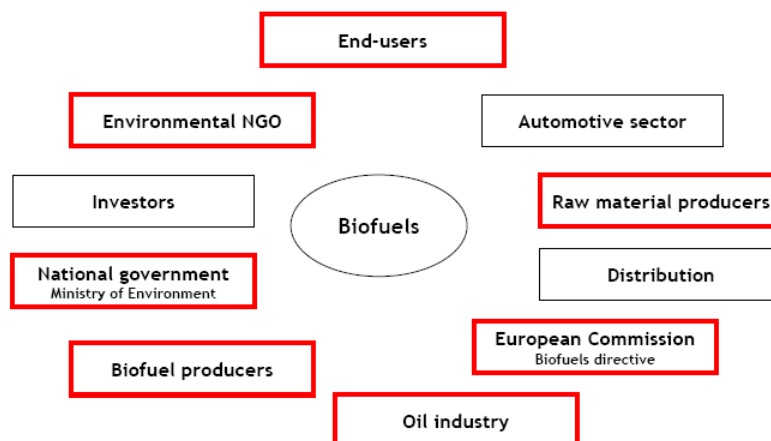 End-users
Environmental NGO
Automotive sector
Investors
Raw material producers
Biofuels
National government
Ministry of Environment
Distribution
European Commission
Biofuels directive
Biofuel producers
Oil industry